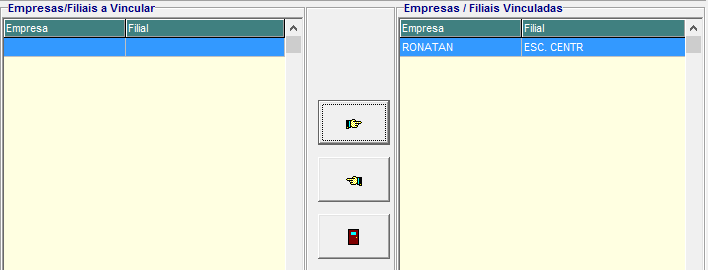 Empresas/Filiais a Vincular
Empresa Filial
Empresas / Filiais Vinculadas
Empresa Filial
RONATAN ESC. CENTR